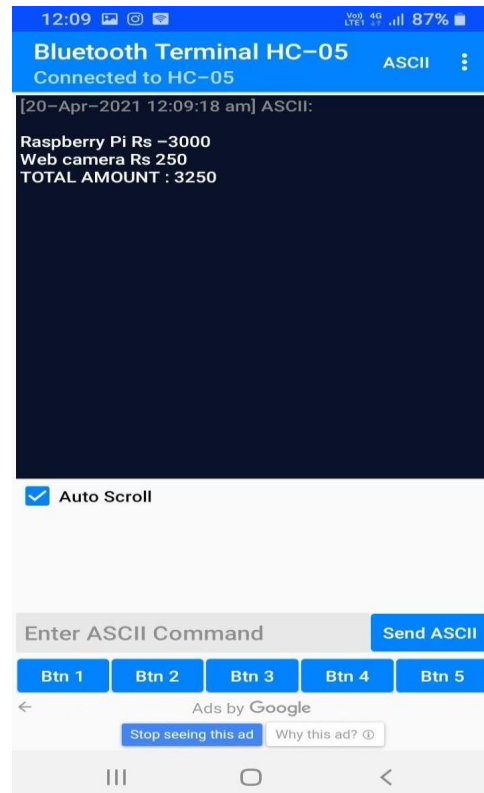 12:09 Vo)) 4G LTE1 87%
Bluetooth Terminal HC-05
Connected to HC-05
ASCII
[20-Apr-2021 12:09:18 am] ASCII:
Raspberry Pi Rs -3000
Web camera Rs 250
TOTAL AMOUNT : 3250
Auto Scroll
Enter ASCII Command
Send ASCII
Btn 1 Btn 2 Btn 3 Btn 4 Btn 5
Ads by Google
Stop seeing this ad Why this ad?